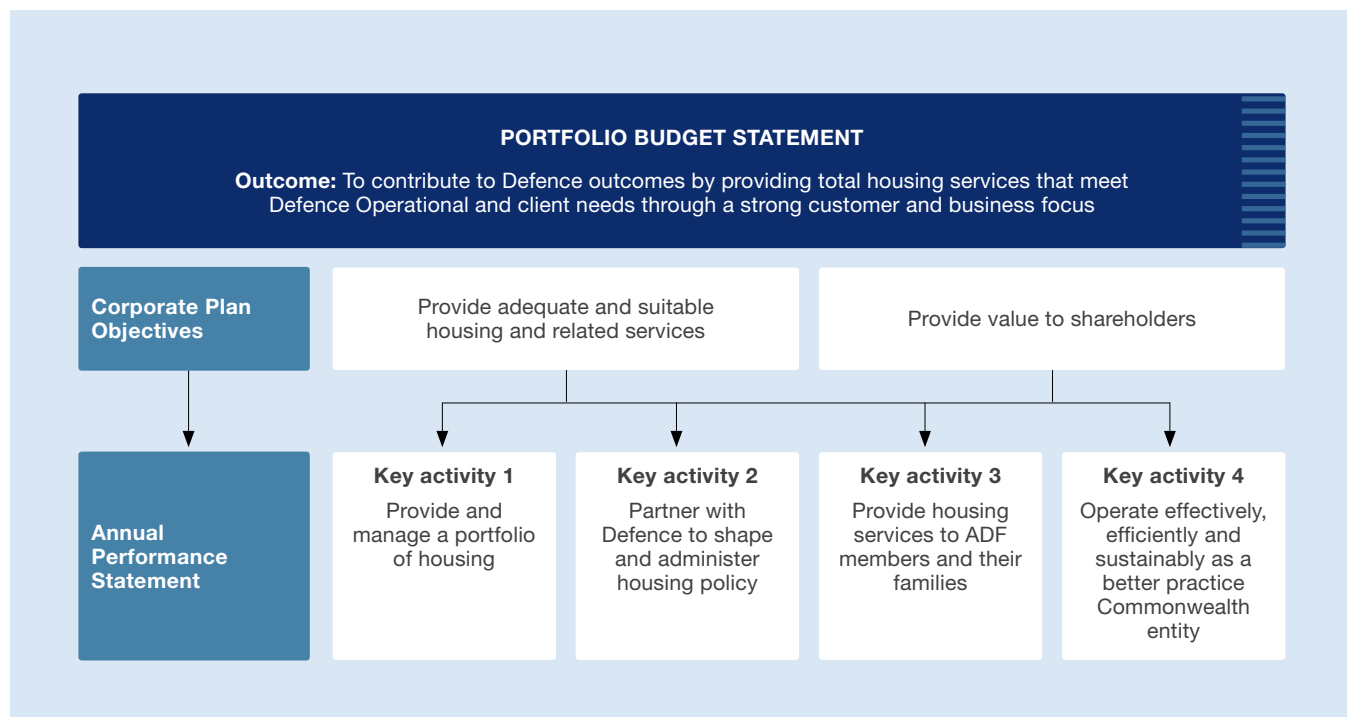 PORTFOLIO BUDGET STATEMENT
Outcome: To contribute to Defence outcomes by providing total housing services that meet
Defence Operational and client needs through a strong customer and business focus
Corporate Plan
Objectives
Provide adequate and suitable
housing and related services
Provide value to shareholders
Annual
Performance
Statement
Key activity 1
Provide and
manage a portfolio
of housing
Key activity 2
Partner with
Defence to shape
and administer
housing policy
Key activity 3
Provide housing
services to ADF
members and their
families
Key activity 4
Operate effectively,
efficiently and
sustainably as a
better practice
Commonwealth
entity